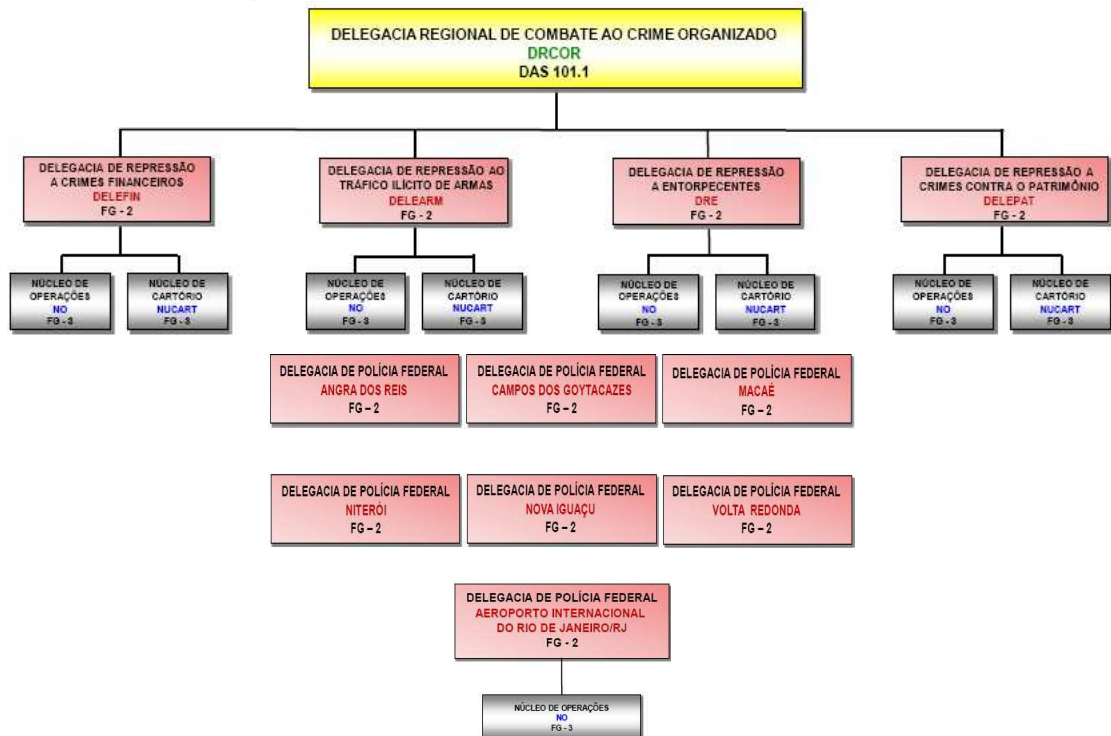 DELEGACIA REGIONAL DE COMBATE AO CRIME ORGANIZADO
DRCOR
DAS 101.1
DELEGACIA DE REPRESSÃO
A CRIMES FINANCEIROS
DELEFIN
FG - 2
DELEGACIA DE REPRESSÃO AO
TRÁFICO ILÍCITO DE ARMAS
DELEARM
FG - 2
DELEGACIA DE REPRESSÃO
A ENTORPECENTES
DRE
FG - 2
DELEGACIA DE REPRESSÃO A
CRIMES CONTRA O PATRIMÔNIO
DELEPAT
FG - 2
NÚCLEO DE
OPERAÇÕES
NO
FG - 3
NÚCLEO DE
CARTÓRIO
NUCART
FG - 3
NÚCLEO DE
OPERAÇÕES
NO
FG - 3
NÚCLEO DE
CARTÓRIO
NUCART
FG - 3
NÚCLEO DE
OPERAÇÕES
NO
FG - 3
NÚCLEO DE
CARTÓRIO
NUCART
FG - 3
NÚCLEO DE
OPERAÇÕES
NO
FG - 3
NÚCLEO DE
CARTÓRIO
NUCART
FG - 3
DELEGACIA DE POLÍCIA FEDERAL
ANGRA DOS REIS
FG – 2
DELEGACIA DE POLÍCIA FEDERAL
CAMPOS DOS GOYTACAZES
FG – 2
DELEGACIA DE POLÍCIA FEDERAL
MACAÉ
FG – 2
DELEGACIA DE POLÍCIA FEDERAL
NITERÓI
FG – 2
DELEGACIA DE POLÍCIA FEDERAL
NOVA IGUAÇU
FG – 2
DELEGACIA DE POLÍCIA FEDERAL
VOLTA REDONDA
FG – 2
DELEGACIA DE POLÍCIA FEDERAL
AEROPORTO INTERNACIONAL
DO RIO DE JANEIRO/RJ
FG - 2
NÚCLEO DE OPERAÇÕES
NO
FG - 3